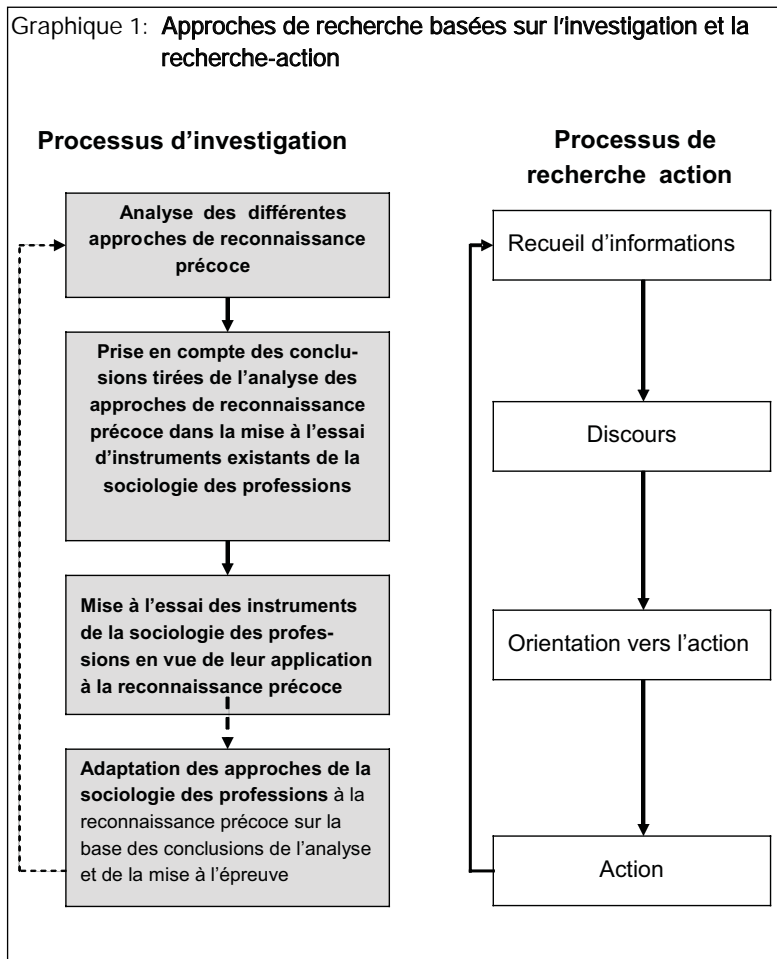 Graphique 1: Approches de recherche basées sur l'investigation et la
recherche-action
Processus d'investigation
Analyse des différentes
approches de reconnaissance
précoce
Prise en compte des conclu-
sions tirées de l'analyse des
approches de reconnaissance
précoce dans la mise à l'essai
d'instruments existants de la
sociologie des professions
Mise à l'essai des instruments
de la sociologie des profes-
sions en vue de leur application
à la reconnaissance précoce
Adaptation des approches de la
sociologie des professions à la
reconnaissance précoce sur la
base des conclusions de l'analyse
et de la mise à l'épreuve
Processus de
recherche action
Recueil d'informations
Discours
Orientation vers l'action
Action